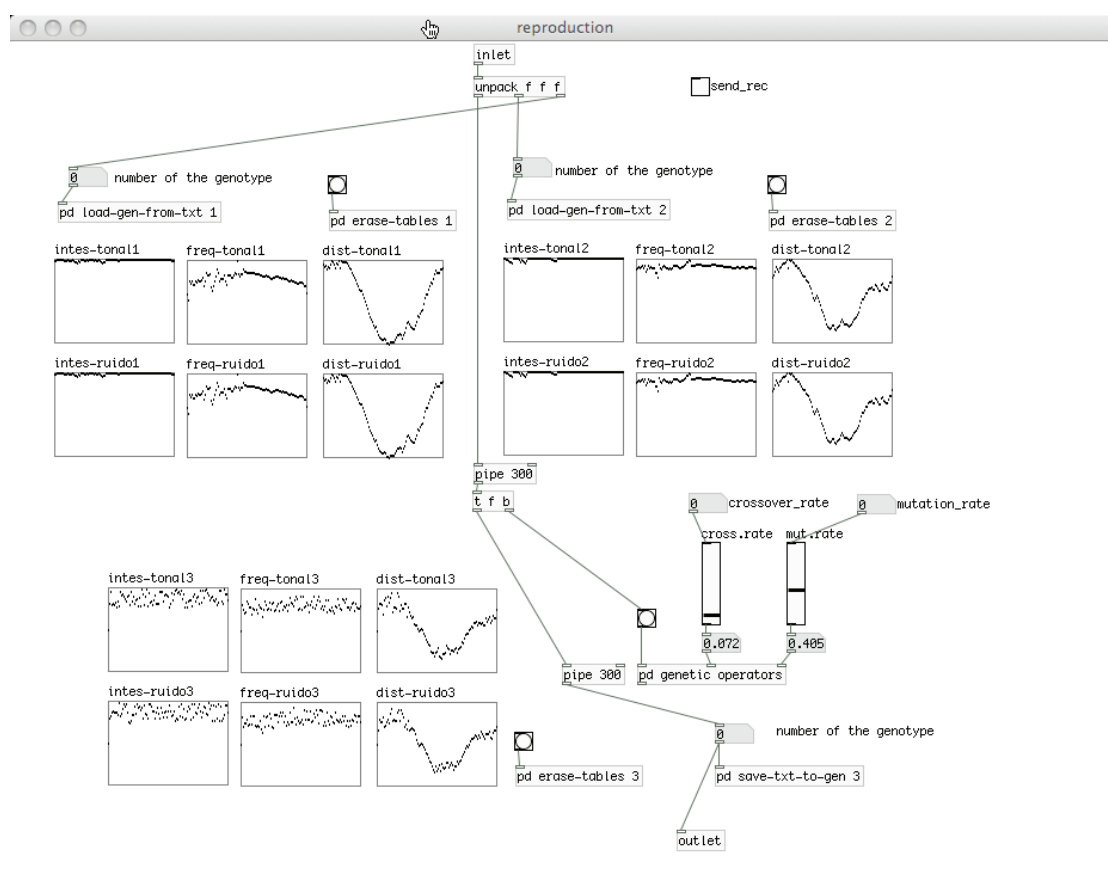 reproduction
inlet
unpack f f f
send_rec
0 number of the genotype
0 number of the genotype
pd load-gen-from-txt 1
pd erase-tables 1
pd load-gen-from-txt 2
pd erase-tables 2
intes-tonal1 freq-tonal1 dist-tonal1
intes-tonal2 freq-tonal2 dist-tonal2
intes-ruido1 freq-ruido1 dist-ruido1
intes-ruido2 freq-ruido2 dist-ruido2
pipe 300
t f b
0 crossover_rate
0 mutation_rate
cross.rate mut.rate
intes-tonal3 freq-tonal3 dist-tonal3
0.072 0.405
pipe 300
pd genetic operators
intes-ruido3 freq-ruido3 dist-ruido3
0 number of the genotype
pd erase-tables 3
pd save-txt-to-gen 3
outlet